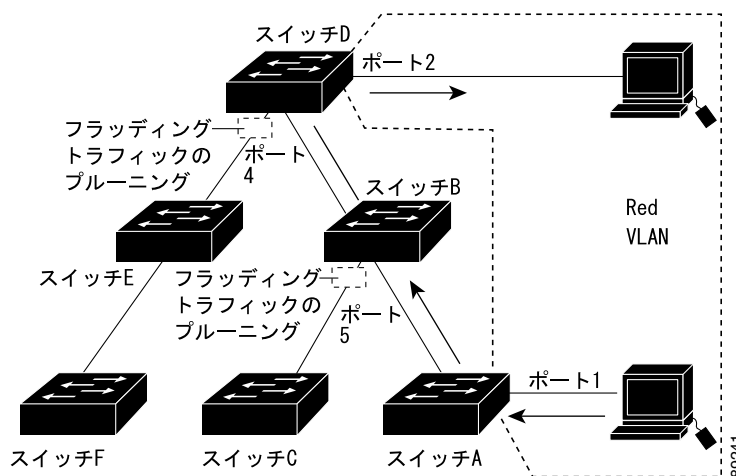 スイッチD
ポート2
フラッディング
トラフィックの
プルーニング
ポート
4
スイッチB
Red
VLAN
スイッチE
フラッディング
トラフィックの
プルーニング
ポート
5
ポート1
スイッチF
スイッチC
スイッチA